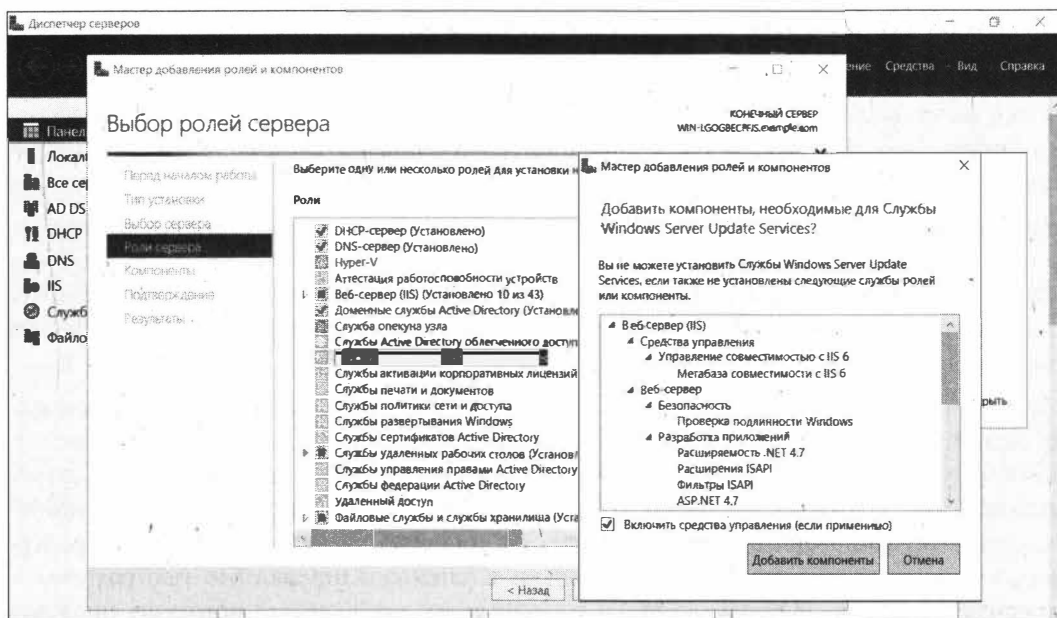 Диспетчер серверов
ение Средства Вид Справка
Мастер добавления ролей и компонентов
Выбор ролей сервера
КОНЕЧНЫЙ СЕРВЕР
Панел
Локал
Все сер
AD DS
DHCP
DNS
IIS
Служб
Файло
Перед началом работы
Тип установки
Выбор сервера
Роли сервера
Компоненты
Подтверждение
Результаты
Выберите одну или несколько ролей для установки н
Роли
DHCP-сервер (Установлено)
DNS-сервер (Установлено)
Hyper-V
Аттестация работоспособности устройств
Веб-сервер (IIS) (Установлено 10 из 43)
Доменные службы Active Directory (Установле
Служба опекуна узла
Службы Active Directory облегченного доступ
Службы активации корпоративных лицензий
Службы печати и документов
Службы политики сети и доступа
Службы развертывания Windows
Службы сертификатов Active Directory
Службы удаленных рабочих столов (Установл
Службы управления правами Active Directory
Службы федерации Active Directory
Удаленный доступ
Файловые службы и службы хранилища (Уста
< Назад
Мастер добавления ролей и компонентов
Добавить компоненты, необходимые для Службы
Windows Server Update Services?
Вы не можете установить Службы Windows Server Update
Services, если также не установлены следующие службы ролей
или компоненты.
Веб-сервер (IIS)
Средства управления
Управление совместимостью с IIS 6
Метабаза совместимости с IIS 6
Веб-сервер
Безопасность
Проверка подлинности Windows
Разработка приложений
Расширяемость .NET 4.7
Расширения ISAPI
Фильтры ISAPI
ASP.NET 4.7
Включить средства управления (если применимо)
Добавить компоненты Отмена
рыть